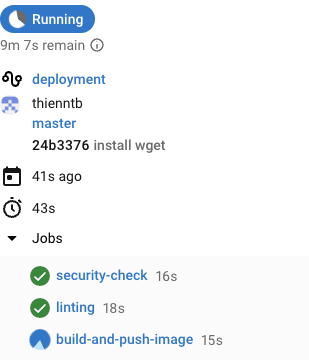 Running
9m 7s remain
deployment
thienntb
master
24b3376 install wget
41s ago
43s
Jobs
security-check 16s
linting 18s
build-and-push-image 15s